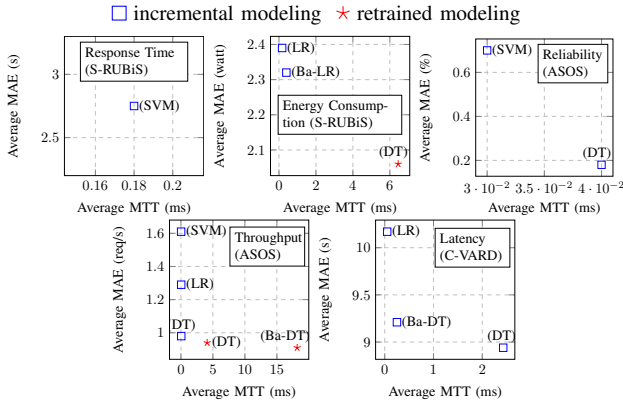 incremental modeling retrained modeling
Response Time
(S-RUBiS)
(SVM)
3
2.5
0.16 0.18 0.2
Average MAE (s)
Average MTT (ms)
(LR)
(Ba-LR)
Energy Consump-
tion (S-RUBiS)
(DT)
2.4
2.3
2.2
2.1
0 2 4 6
Average MAE (watt)
Average MTT (ms)
(SVM)
Reliability
(ASOS)
(DT)
0.6
0.4
0.2
3 · 10⁻² 3.5 · 10⁻² 4 · 10⁻²
Average MAE (%)
Average MTT (ms)
(SVM)
Throughput
(ASOS)
(LR)
DT)
(DT)
(Ba-DT)
1.6
1.4
1.2
1
0 5 10 15
Average MAE (req/s)
Average MTT (ms)
(LR)
Latency
(C-VARD)
(Ba-DT)
(DT)
10
9
0 1 2
Average MAE (s)
Average MTT (ms)